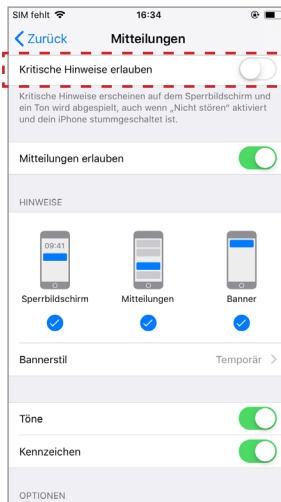 SIM fehlt 16:34
Zurück Mitteilungen
Kritische Hinweise erlauben
Kritische Hinweise erscheinen auf dem Sperrbildschirm und
ein Ton wird abgespielt, auch wenn „Nicht stören“ aktiviert
und dein iPhone stummgeschaltet ist.
Mitteilungen erlauben
HINWEISE
09:41
Sperrbildschirm Mitteilungen Banner
Bannerstil Temporär
Töne
Kennzeichen
OPTIONEN